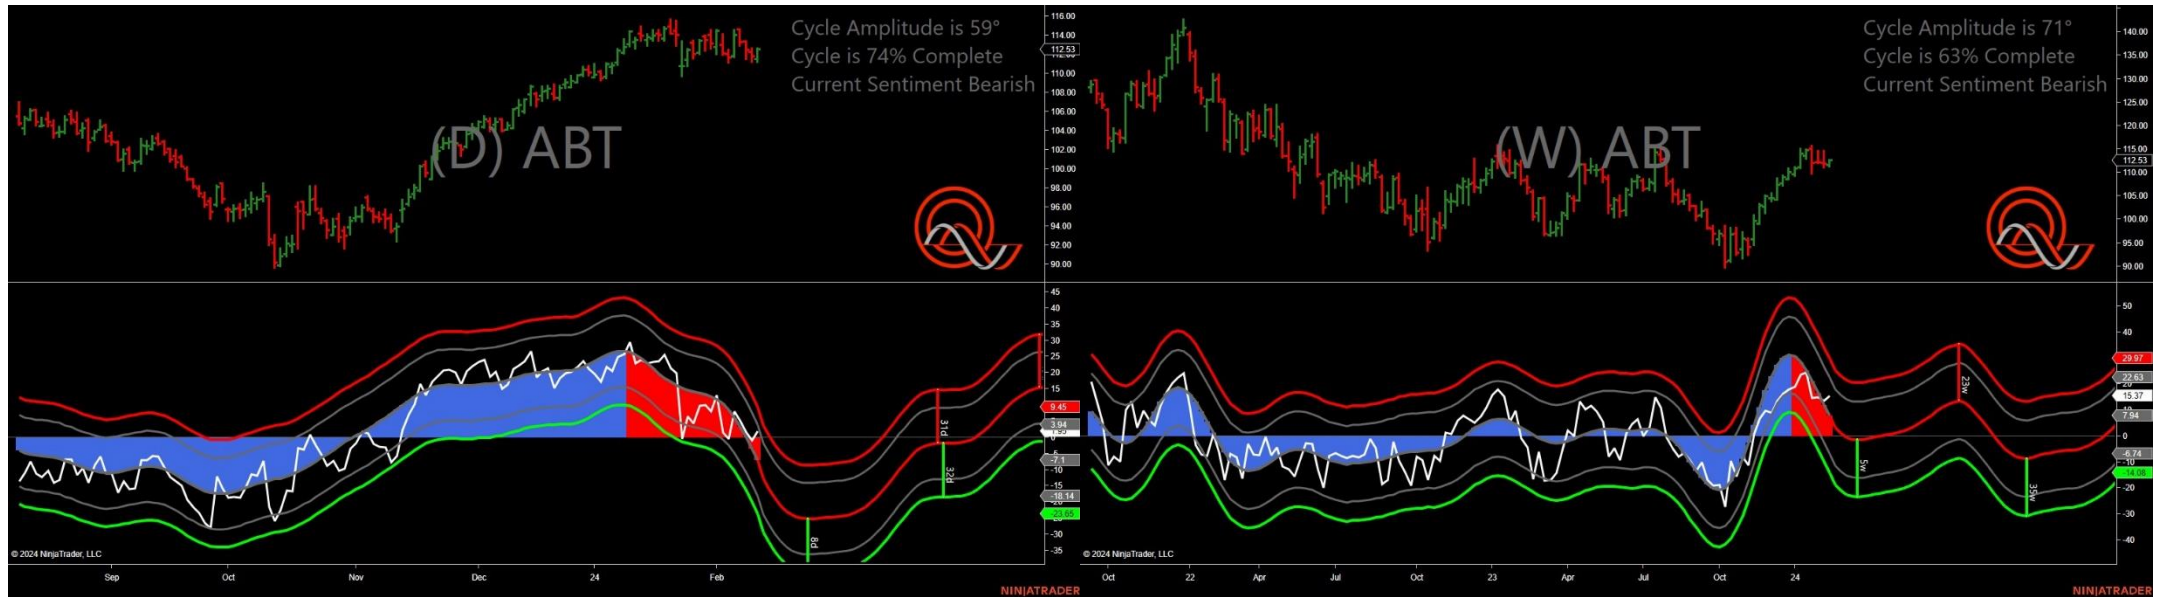 Cycle Amplitude is 59°
Cycle is 74% Complete
Current Sentiment Bearish
(D) ABT
116.00
114.00
112.53
110.00
108.00
106.00
104.00
102.00
100.00
98.00
96.00
94.00
92.00
90.00
45
40
35
30
25
20
15
9.45
3.94
-7.1
-10
-15
-18.14
-23.65
-30
-35
31d
32d
8d
© 2024 NinjaTrader, LLC
Sep Oct Nov Dec 24 Feb
NINJATRADER
Cycle Amplitude is 71°
Cycle is 63% Complete
Current Sentiment Bearish
(W) ABT
140.00
135.00
130.00
125.00
120.00
115.00
112.53
110.00
105.00
100.00
95.00
90.00
50
40
29.97
22.63
15.37
7.94
0
-6.74
-10
-14.08
-20
-30
-40
23w
5w
35w
© 2024 NinjaTrader, LLC
Oct 22 Apr Jul Oct 23 Apr Jul Oct 24
NINJATRADER